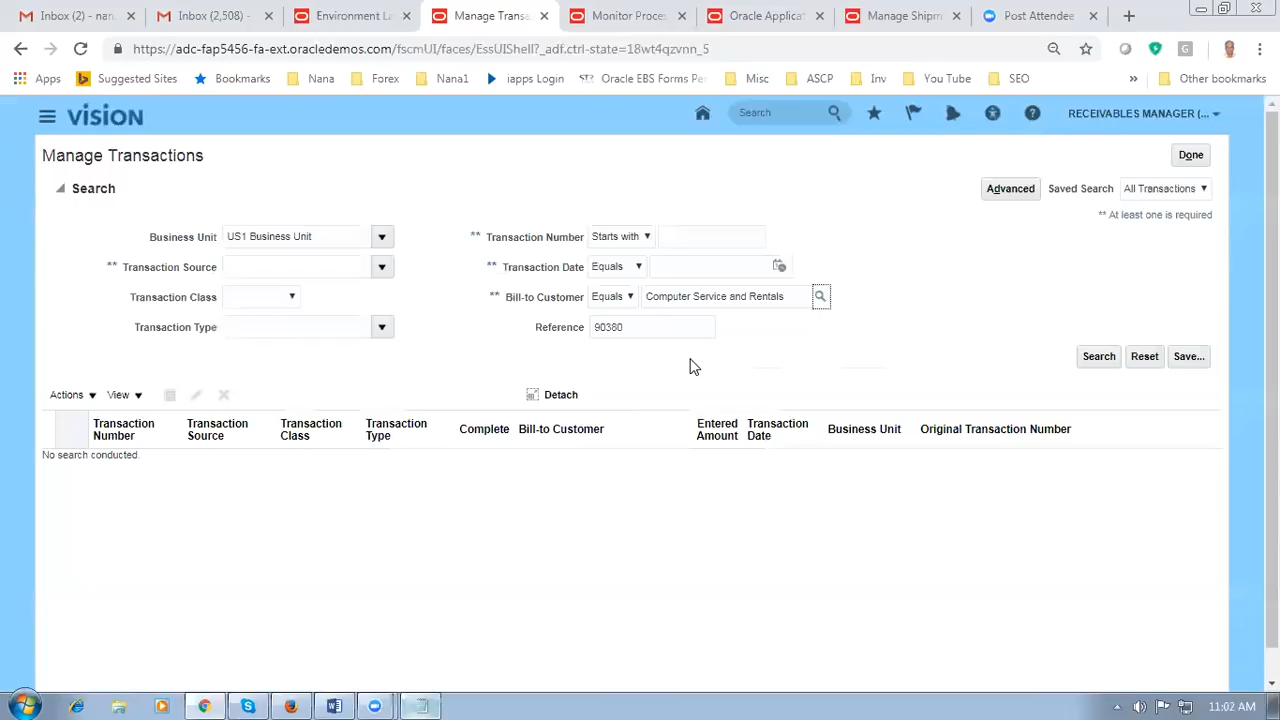 Inbox (2) - nan
Inbox (2,508) -
Environment L
Manage Transa
Monitor Proces
Oracle Applicat
Manage Shipm
Post Attendee
https://adc-fap5456-fa-ext.oracledemos.com/fscmUI/faces/EssUIShell?_adf.ctrl-state=18wt4qzvnn_5
G
Apps
Suggested Sites
Bookmarks
Nana
Forex
Nana1
iapps Login
Oracle EBS Forms Pe
Misc
ASCP
Inv
You Tube
SEO
»
Other bookmarks
VISION
Search
RECEIVABLES MANAGER (...
Manage Transactions
Done
Search
Advanced
Saved Search
All Transactions
** At least one is required
Business Unit
US1 Business Unit
** Transaction Number
Starts with
** Transaction Source
** Transaction Date
Equals
Transaction Class
** Bill-to Customer
Equals
Computer Service and Rentals
Transaction Type
Reference
90380
Search
Reset
Save...
Actions
View
Detach
Transaction Number
Transaction Source
Transaction Class
Transaction Type
Complete
Bill-to Customer
Entered Amount
Transaction Date
Business Unit
Original Transaction Number
No search conducted.
11:02 AM